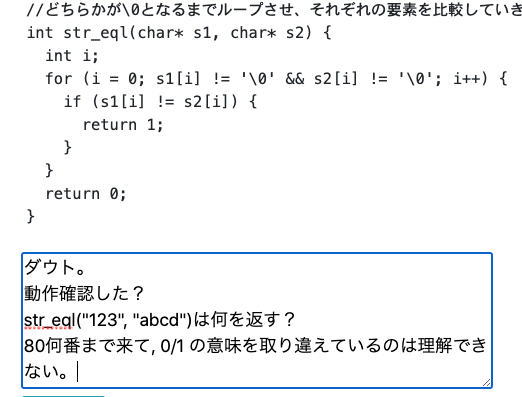 //どちらかが\0となるまでループさせ、それぞれの要素を比較していき
int str_eql(char* s1, char* s2) {
  int i;
  for (i = 0; s1[i] != '\0' && s2[i] != '\0'; i++) {
    if (s1[i] != s2[i]) {
      return 1;
    }
  }
  return 0;
}
ダウト。
動作確認した？
str_eql("123", "abcd")は何を返す？
80何番まで来て, 0/1 の意味を取り違えているのは理解でき
ない。